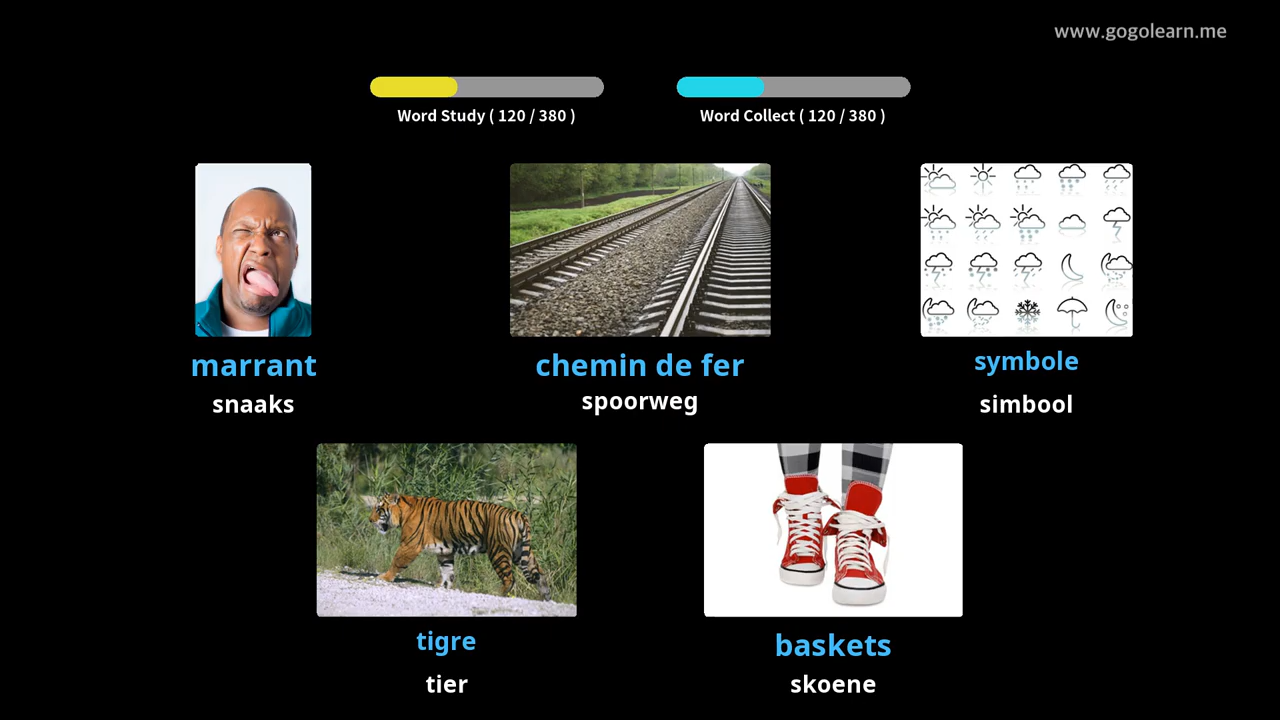 www.gogolearn.me
Word Study ( 120 / 380 )
Word Collect ( 120 / 380 )
marrant
snaaks
chemin de fer
spoorweg
symbole
simbool
tigre
tier
baskets
skoene